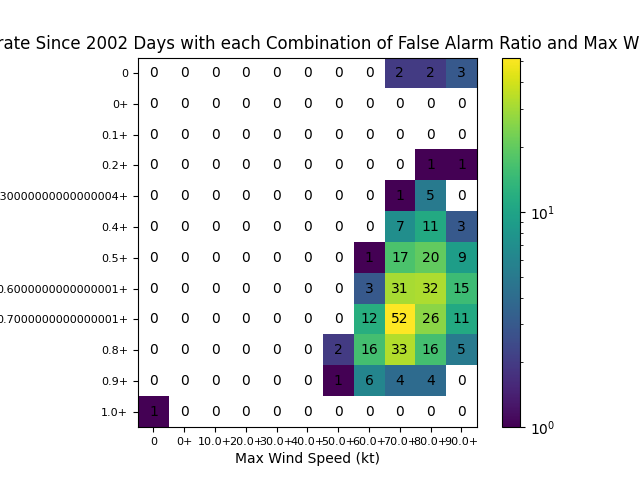 rate Since 2002 Days with each Combination of False Alarm Ratio and Max W
0 0 0 0 0 0 0 0 0 2 2 3
0+ 0 0 0 0 0 0 0 0 0 0 0
0.1+ 0 0 0 0 0 0 0 0 0 0 0
0.2+ 0 0 0 0 0 0 0 0 0 1 1
30000000000000004+ 0 0 0 0 0 0 0 0 1 5 0
0.4+ 0 0 0 0 0 0 0 0 7 11 3
0.5+ 0 0 0 0 0 0 0 1 17 20 9
0.6000000000000001+ 0 0 0 0 0 0 0 3 31 32 15
0.7000000000000001+ 0 0 0 0 0 0 0 12 52 26 11
0.8+ 0 0 0 0 0 0 2 16 33 16 5
0.9+ 0 0 0 0 0 0 1 6 4 4 0
1.0+ 1 0 0 0 0 0 0 0 0 0 0
0 0+ 10.0+ 20.0+ 30.0+ 40.0+ 50.0+ 60.0+ 70.0+ 80.0+ 90.0+
Max Wind Speed (kt)
10^1
10^0